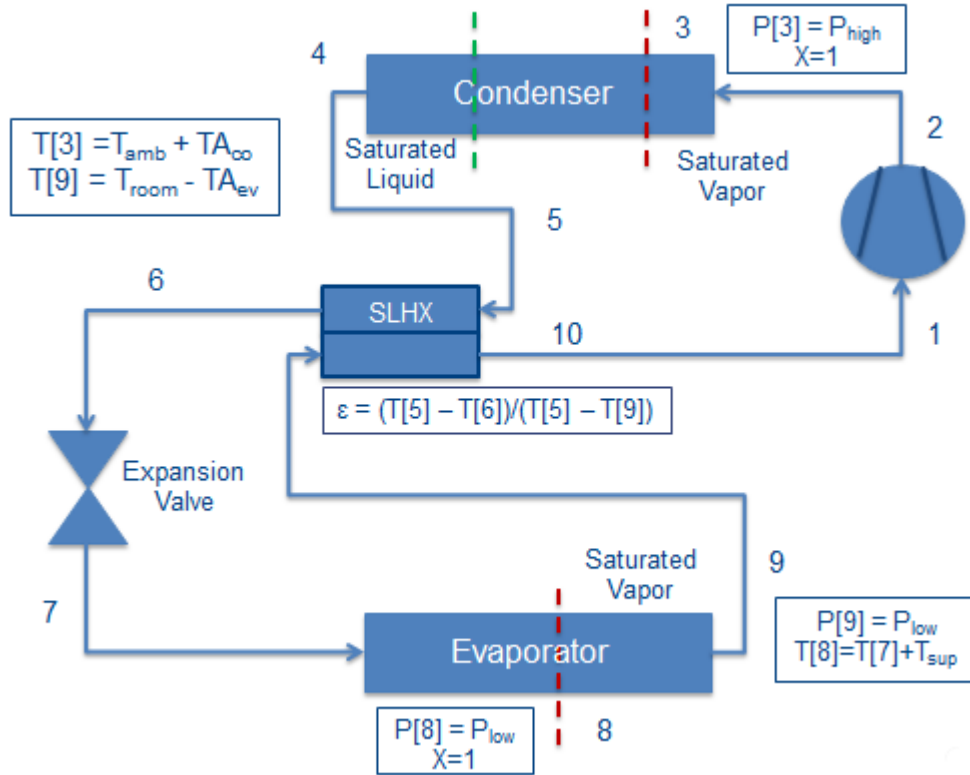 3
P[3] = Phigh
X=1
4
Condenser
2
T[3] =Tamb + TAco
T[9] = Troom - TAev
Saturated
Liquid
Saturated
Vapor
5
6
SLHX
10
1
ε = (T[5] – T[6])/(T[5] – T[9])
Expansion
Valve
Saturated
Vapor
9
7
P[9] = Plow
T[8]=T[7]+Tsup
Evaporator
P[8] = Plow
X=1
8